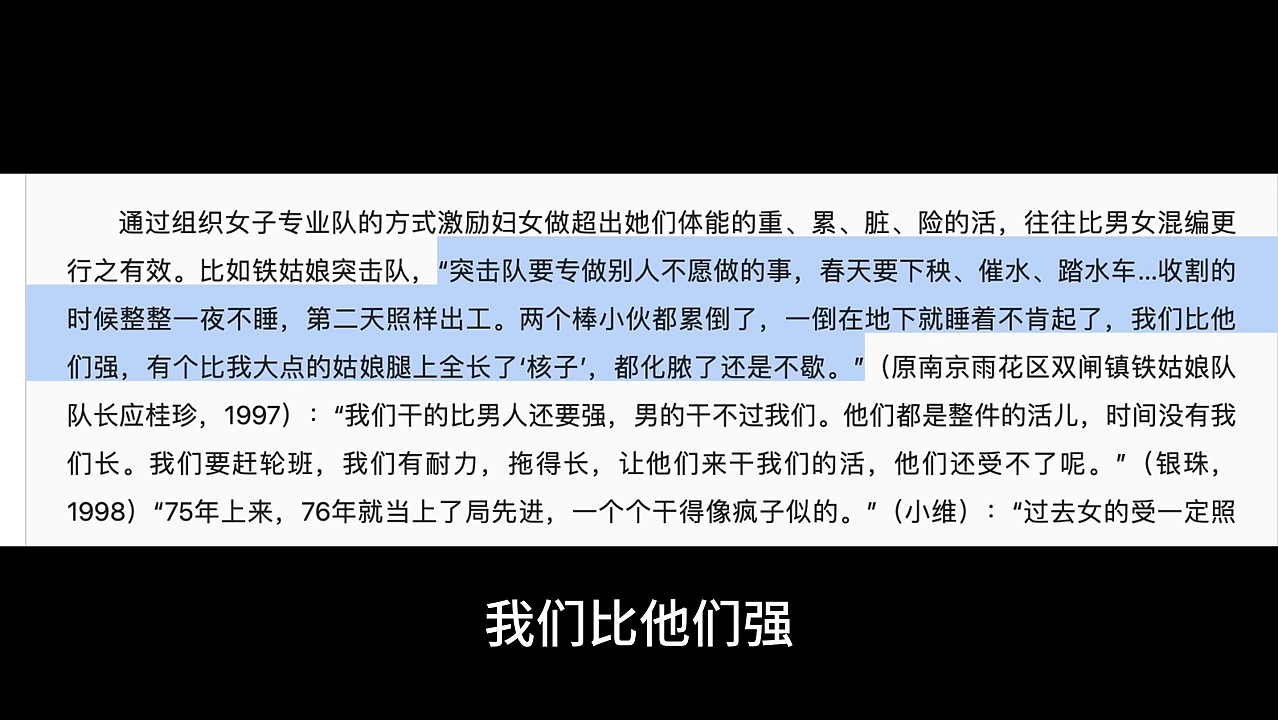 通过组织女子专业队的方式激励妇女做超出她们体能的重、累、脏、险的活，往往比男女混编更
行之有效。比如铁姑娘突击队，“突击队要专做别人不愿做的事，春天要下秧、催水、踏水车…收割的
时候整整一夜不睡，第二天照样出工。两个棒小伙都累倒了，一倒在地下就睡着不肯起了，我们比他
们强，有个比我大点的姑娘腿上全长了‘核子’，都化脓了还是不歇。”（原南京雨花区双闸镇铁姑娘队
队长应桂珍，1997）：“我们干的比男人还要强，男的干不过我们。他们都是整件的活儿，时间没有我
们长。我们要赶轮班，我们有耐力，拖得长，让他们来干我们的活，他们还受不了呢。”（银珠，
1998）“75年上来，76年就当上了局先进，一个个干得像疯子似的。”（小维）：“过去女的受一定照
我们比他们强